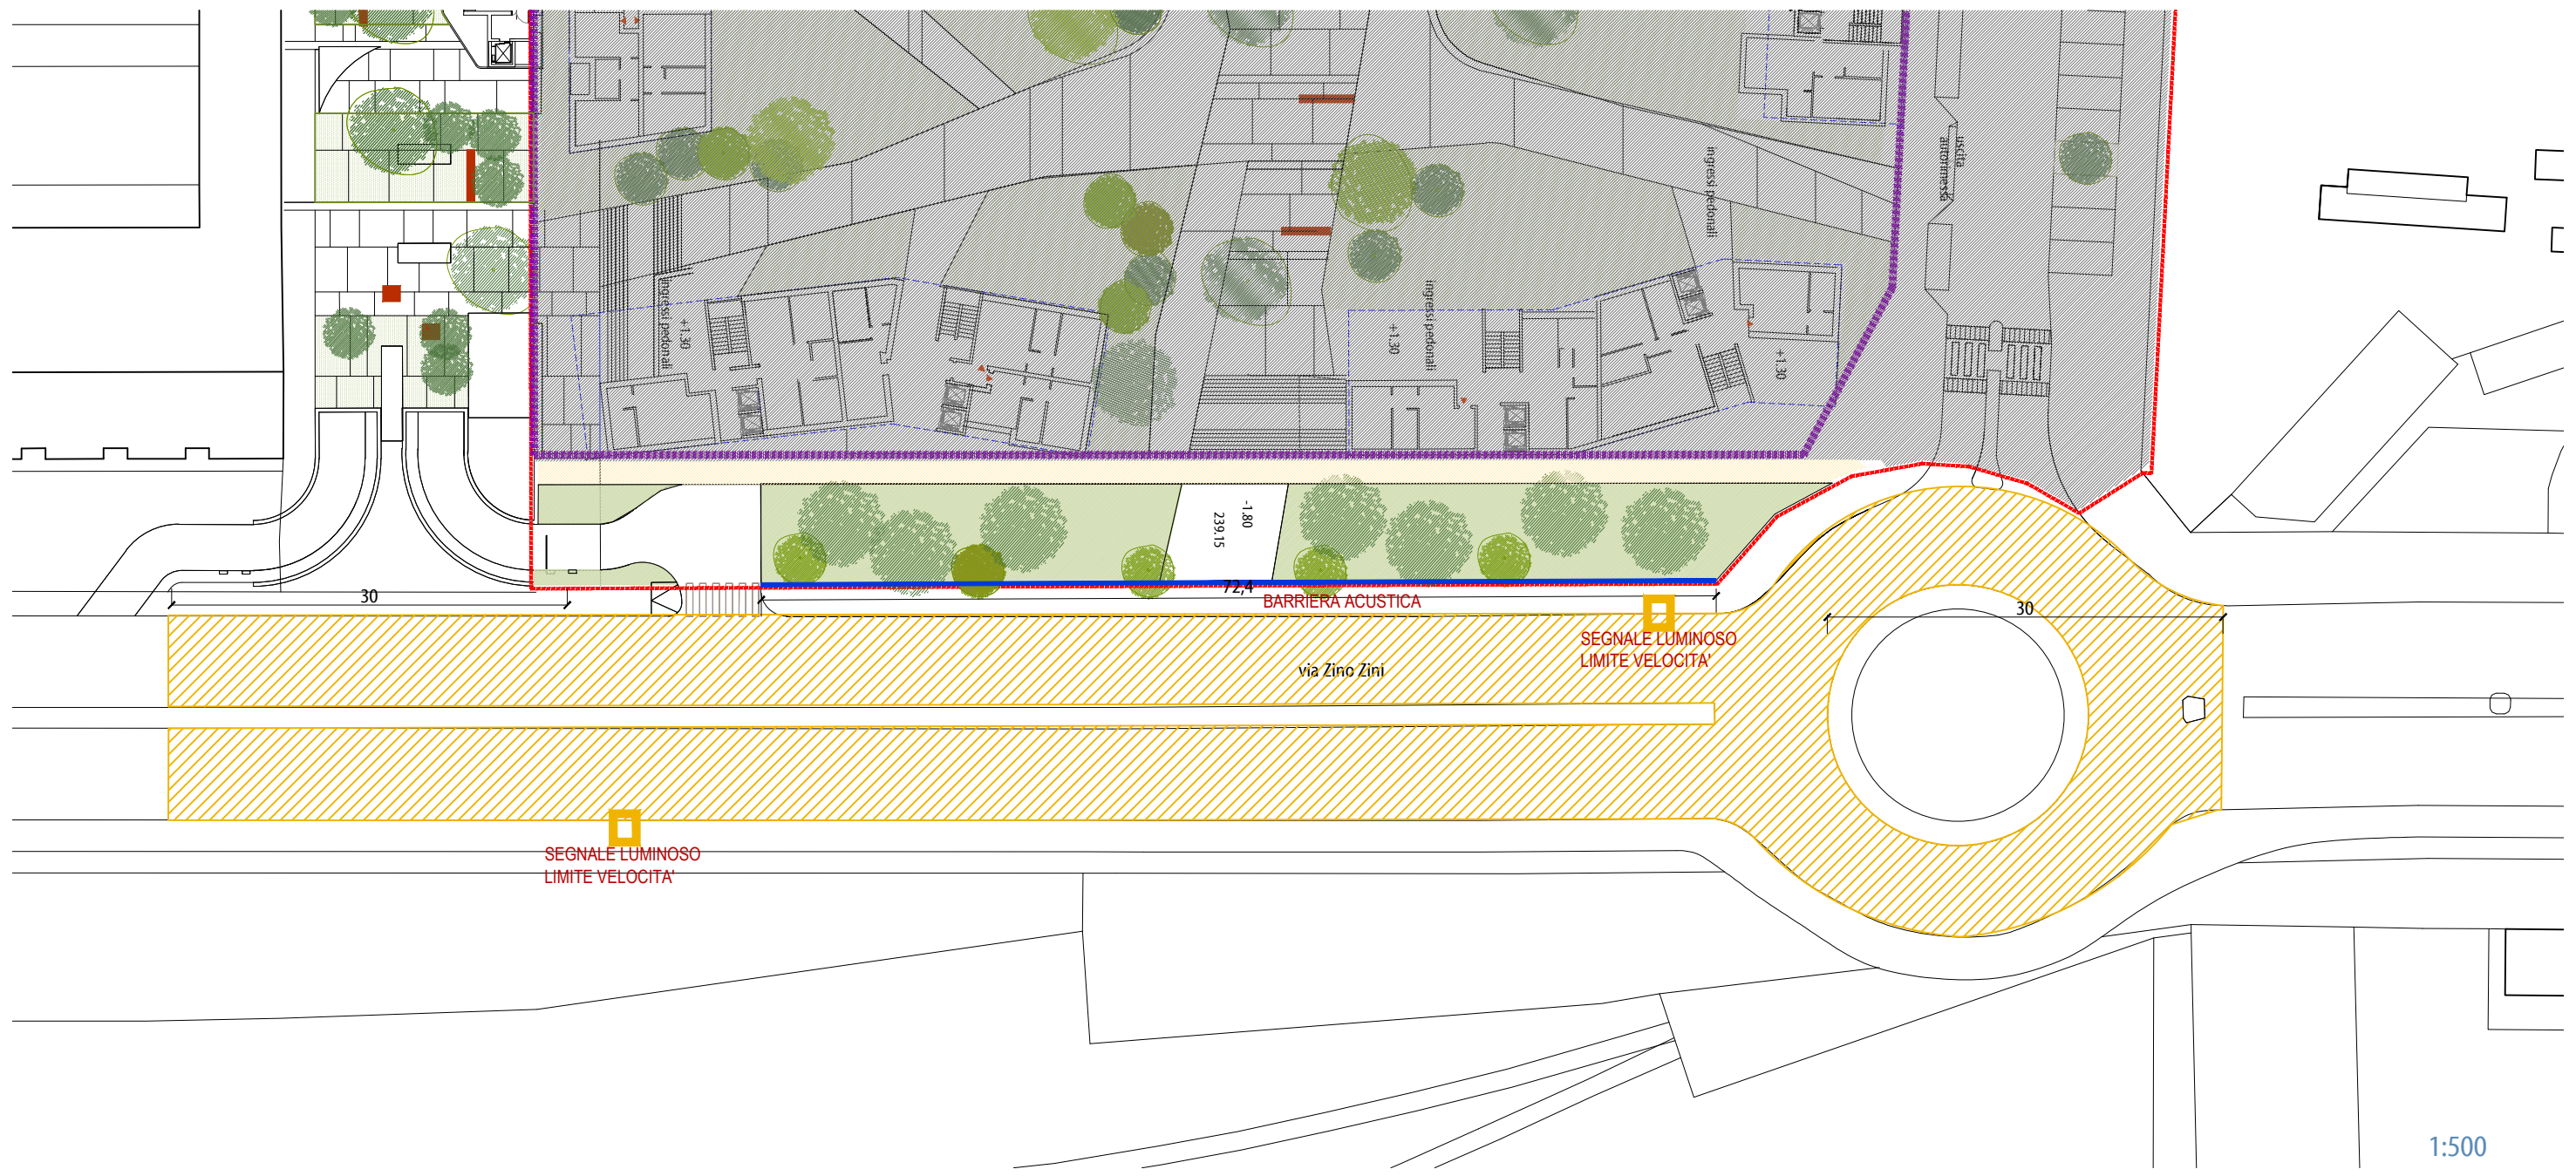 uscita
autorimessa
ingressi pedonali
ingressi pedonali
+1.30
ingressi pedonali
+1.30
+1.30
-1.80
239.15
30
72,4
BARRIERA ACUSTICA
30
SEGNALE LUMINOSO
LIMITE VELOCITA'
via Zino Zini
SEGNALE LUMINOSO
LIMITE VELOCITA'
1:500